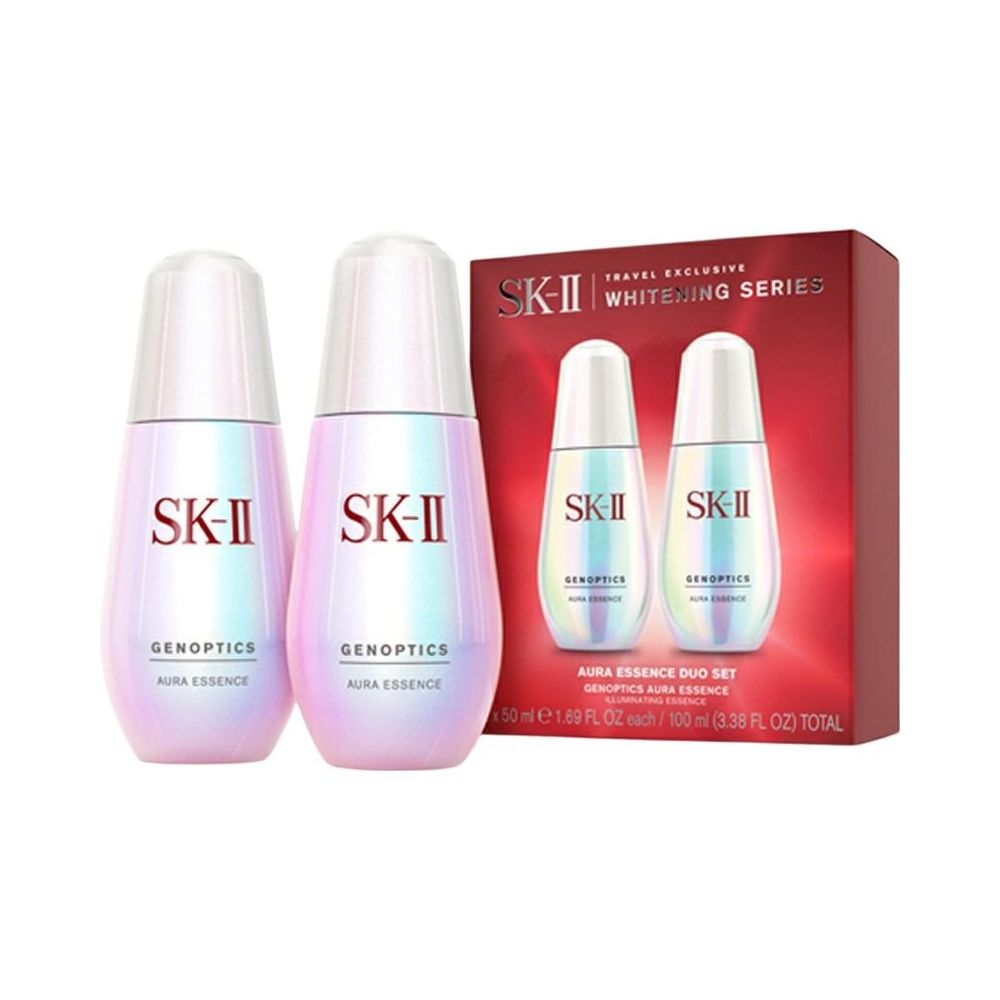 SK-II
GENOPTICS
AURA ESSENCE
SK-II
GENOPTICS
AURA ESSENCE
SK-II
TRAVEL EXCLUSIVE
WHITENING SERIES
SK-II
GENOPTICS
AURA ESSENCE
SK-II
GENOPTICS
AURA ESSENCE
AURA ESSENCE DUO SET
GENOPTICS AURA ESSENCE
ILLUMINATING ESSENCE
x 50 ml e 1.69 FL OZ each / 100 ml (3.38 FL OZ) TOTAL